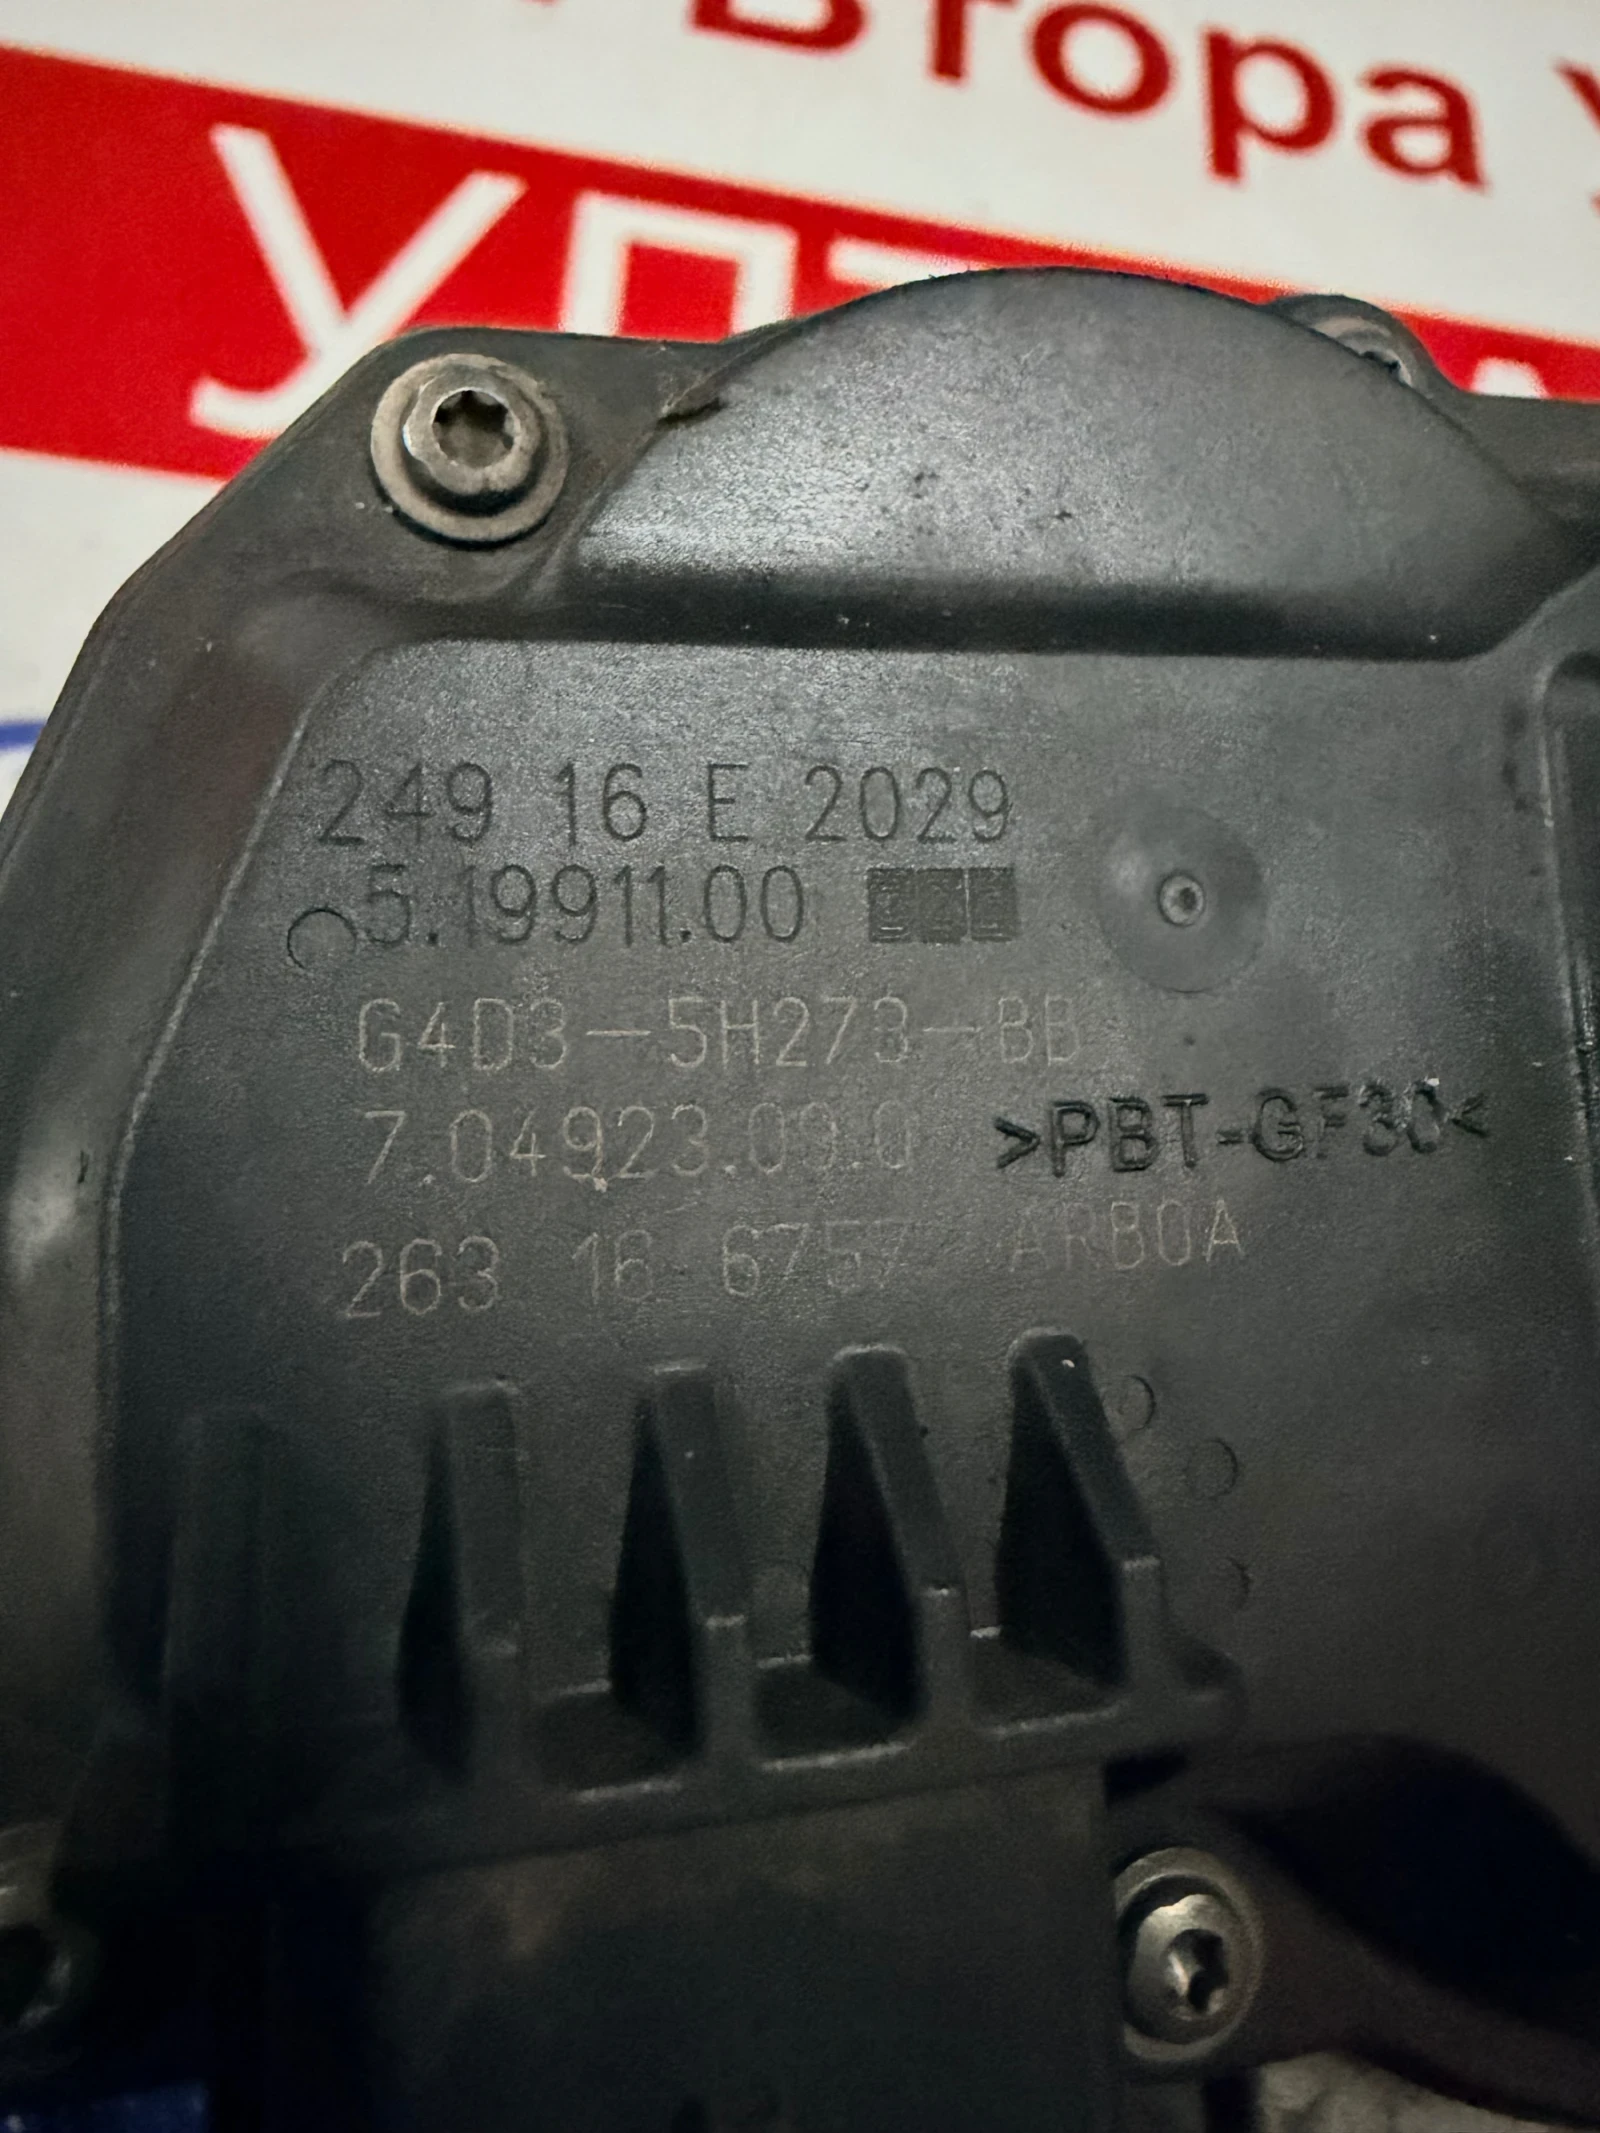 Втора
249 16 E 2029
5.19911.00
G4D3-5H273-BB
7.04923.09.0 >PBT-GF30<
263 16 6757 ARB0A